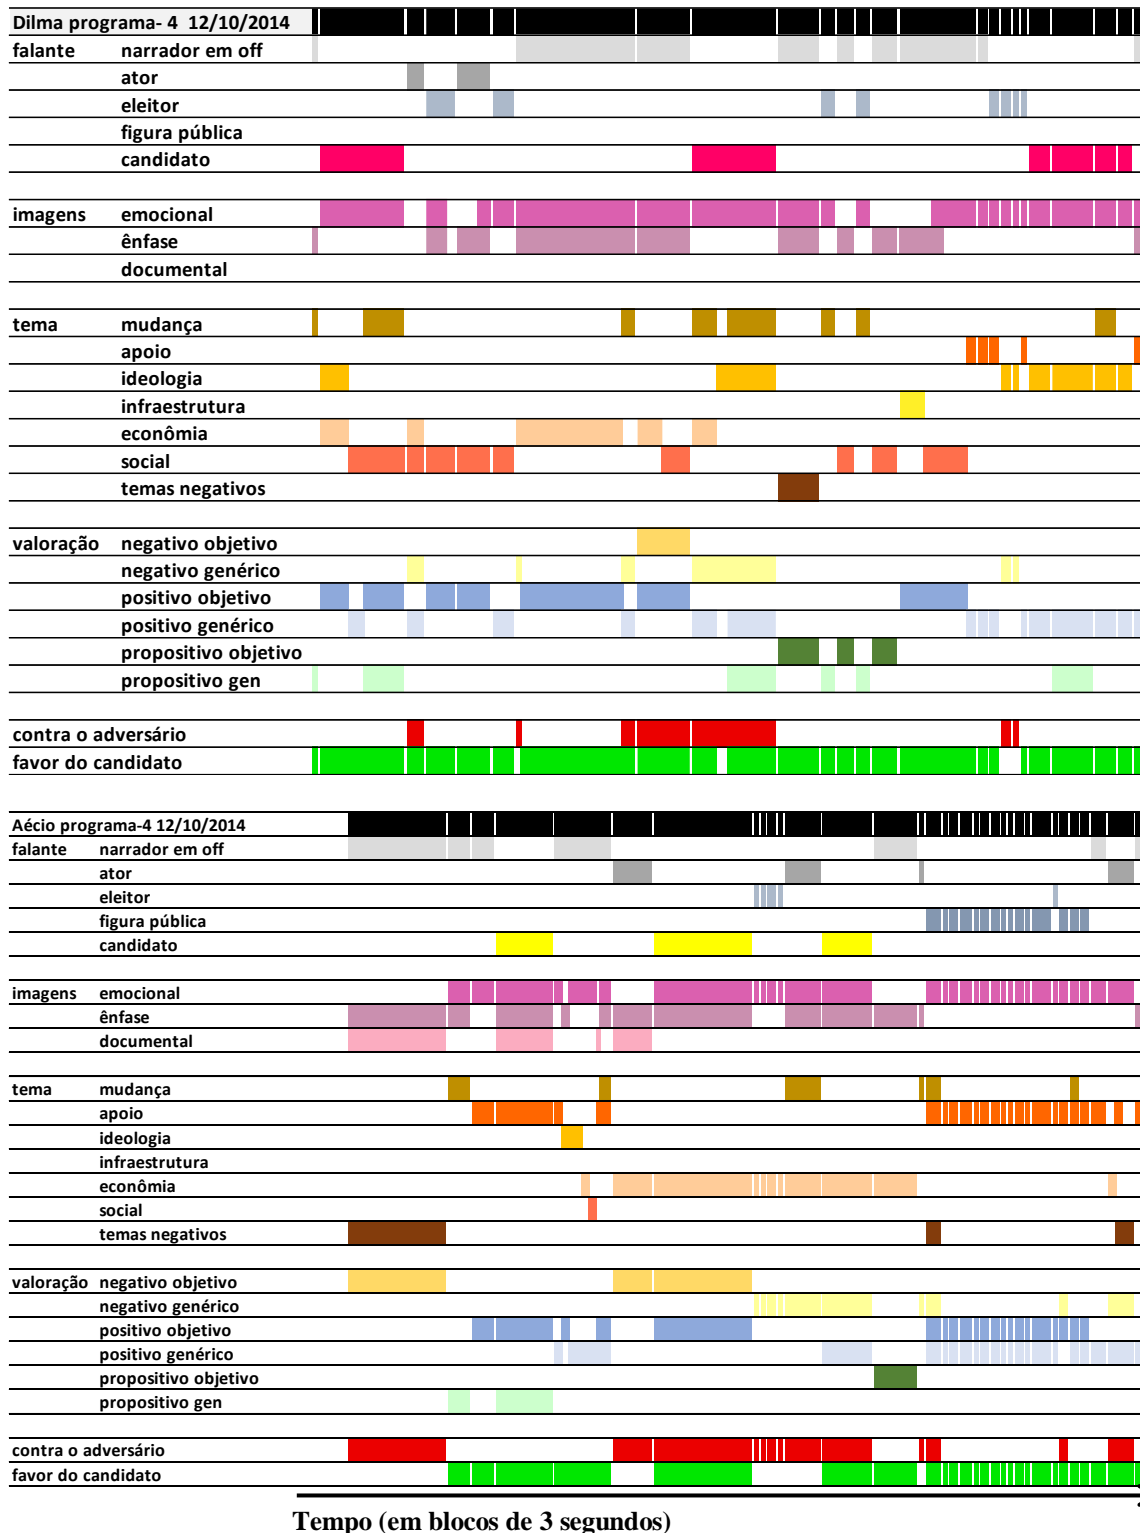 Dilma programa- 4  12/10/2014
falante narrador em off
ator
eleitor
figura pública
candidato
imagens emocional
ênfase
documental
tema mudança
apoio
ideologia
infraestrutura
econômia
social
temas negativos
valoração negativo objetivo
negativo genérico
positivo objetivo
positivo genérico
propositivo objetivo
propositivo gen
contra o adversário
favor do candidato
Aécio programa-4 12/10/2014
falante narrador em off
ator
eleitor
figura pública
candidato
imagens emocional
ênfase
documental
tema mudança
apoio
ideologia
infraestrutura
econômia
social
temas negativos
valoração negativo objetivo
negativo genérico
positivo objetivo
positivo genérico
propositivo objetivo
propositivo gen
contra o adversário
favor do candidato
Tempo (em blocos de 3 segundos)